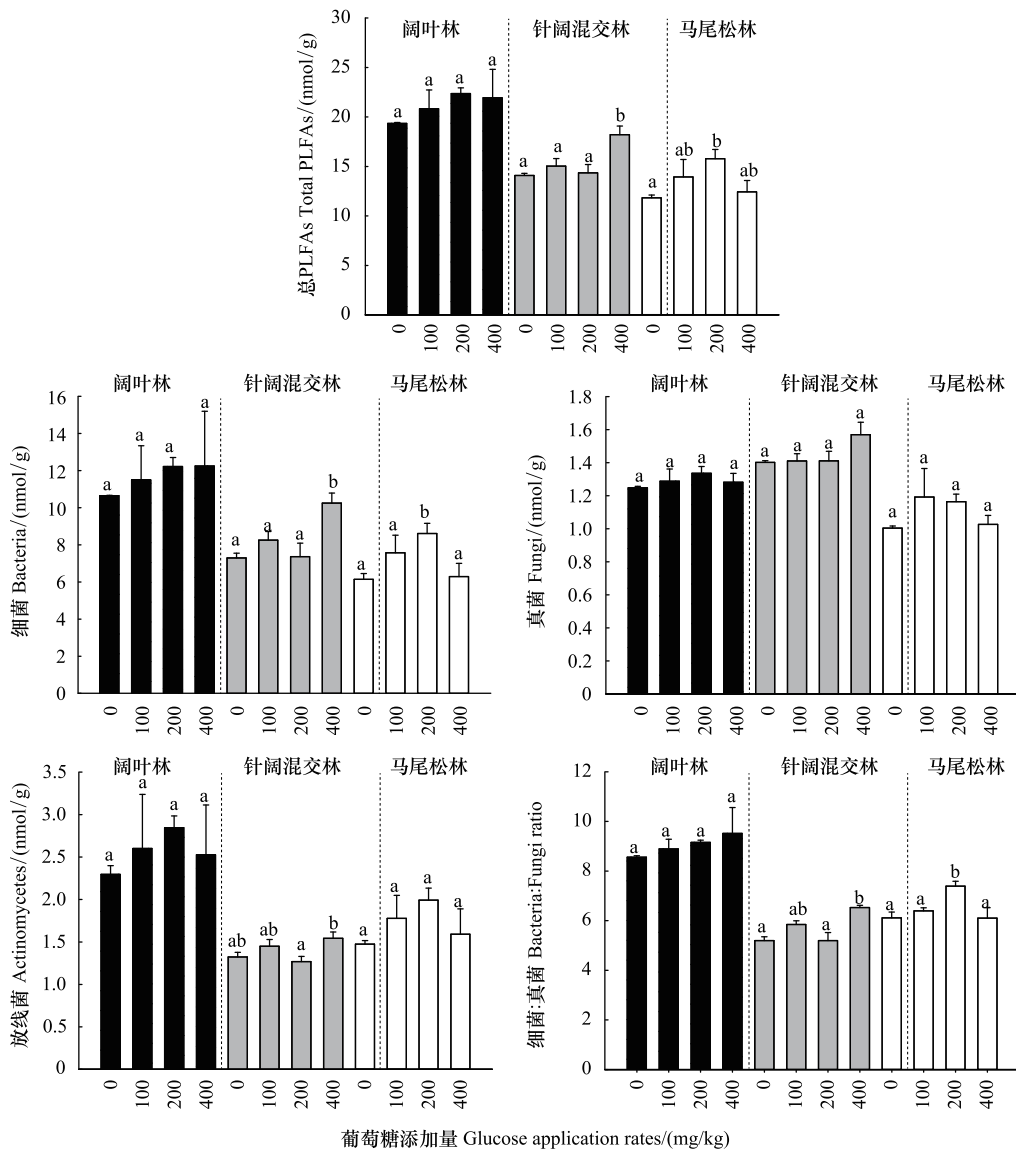 总PLFAs Total PLFAs/(nmol/g)
30
25
20
15
10
5
0
阔叶林 针阔混交林 马尾松林
a a a a a a a b a ab b ab
0 100 200 400 0 100 200 400 0 100 200 400
细菌 Bacteria/(nmol/g)
16
14
12
10
8
6
4
2
0
阔叶林 针阔混交林 马尾松林
a a a a a a a b a a b a
0 100 200 400 0 100 200 400 0 100 200 400
真菌 Fungi/(nmol/g)
1.8
1.6
1.4
1.2
1.0
0.8
0.6
0.4
0.2
0
阔叶林 针阔混交林 马尾松林
a a a a a a a a a a a a
0 100 200 400 0 100 200 400 0 100 200 400
放线菌 Actinomycetes/(nmol/g)
3.5
3.0
2.5
2.0
1.5
1.0
0.5
0
阔叶林 针阔混交林 马尾松林
a a a a ab ab a b a a a a
0 100 200 400 0 100 200 400 0 100 200 400
细菌:真菌 Bacteria:Fungi ratio
12
10
8
6
4
2
0
阔叶林 针阔混交林 马尾松林
a a a a a ab a b a a b a
0 100 200 400 0 100 200 400 0 100 200 400
葡萄糖添加量 Glucose application rates/(mg/kg)